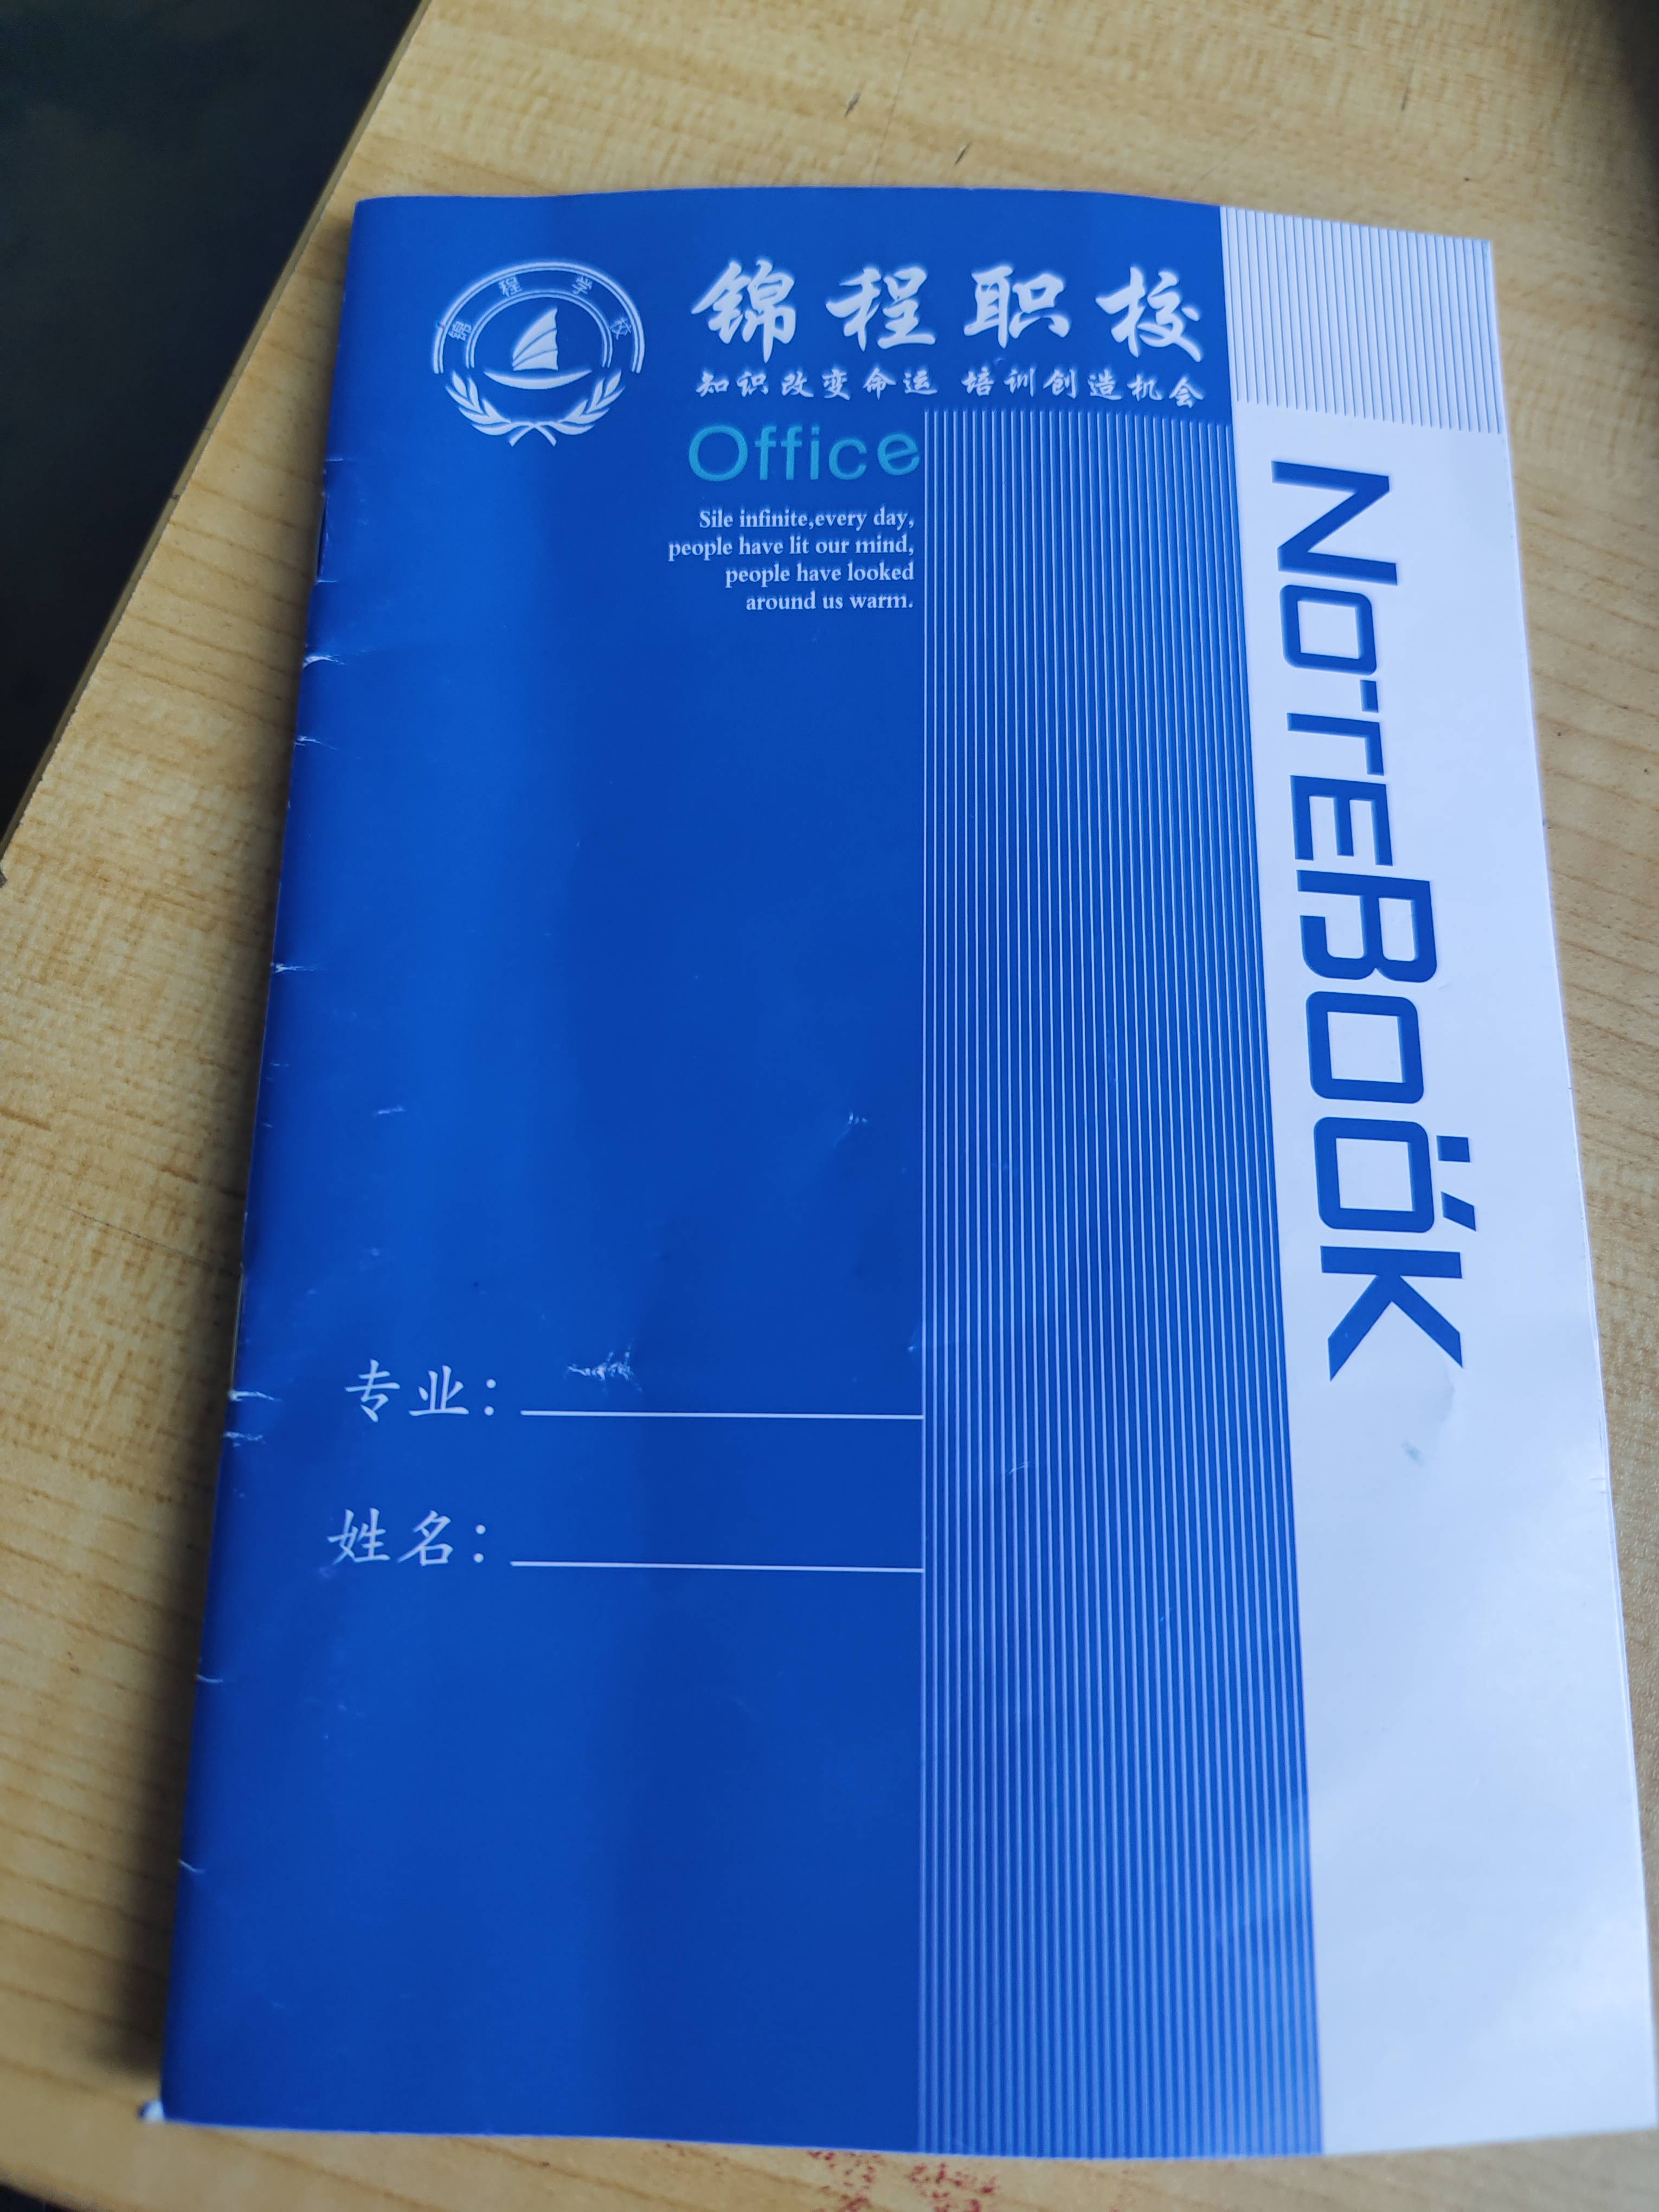 锦程学校
锦程职校
知识改变命运 培训创造机会
Office
Sile infinite,every day,
people have lit our mind,
people have looked
around us warm.
NOTEBOÖK
专业：
姓名：